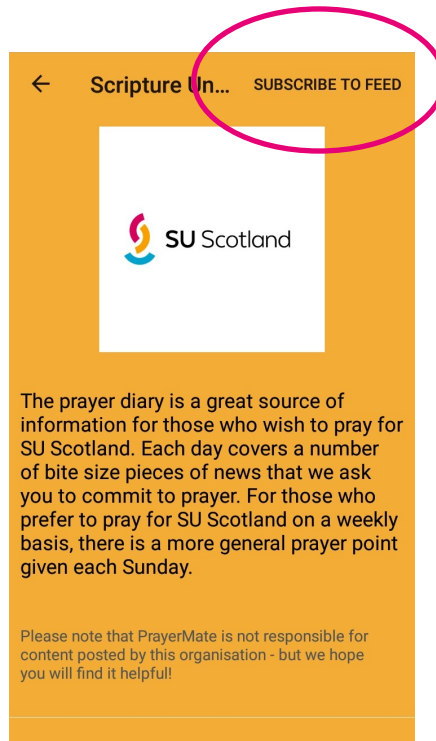 ← Scripture Un... SUBSCRIBE TO FEED
SU Scotland
The prayer diary is a great source of
information for those who wish to pray for
SU Scotland. Each day covers a number
of bite size pieces of news that we ask
you to commit to prayer. For those who
prefer to pray for SU Scotland on a weekly
basis, there is a more general prayer point
given each Sunday.
Please note that PrayerMate is not responsible for
content posted by this organisation - but we hope
you will find it helpful!